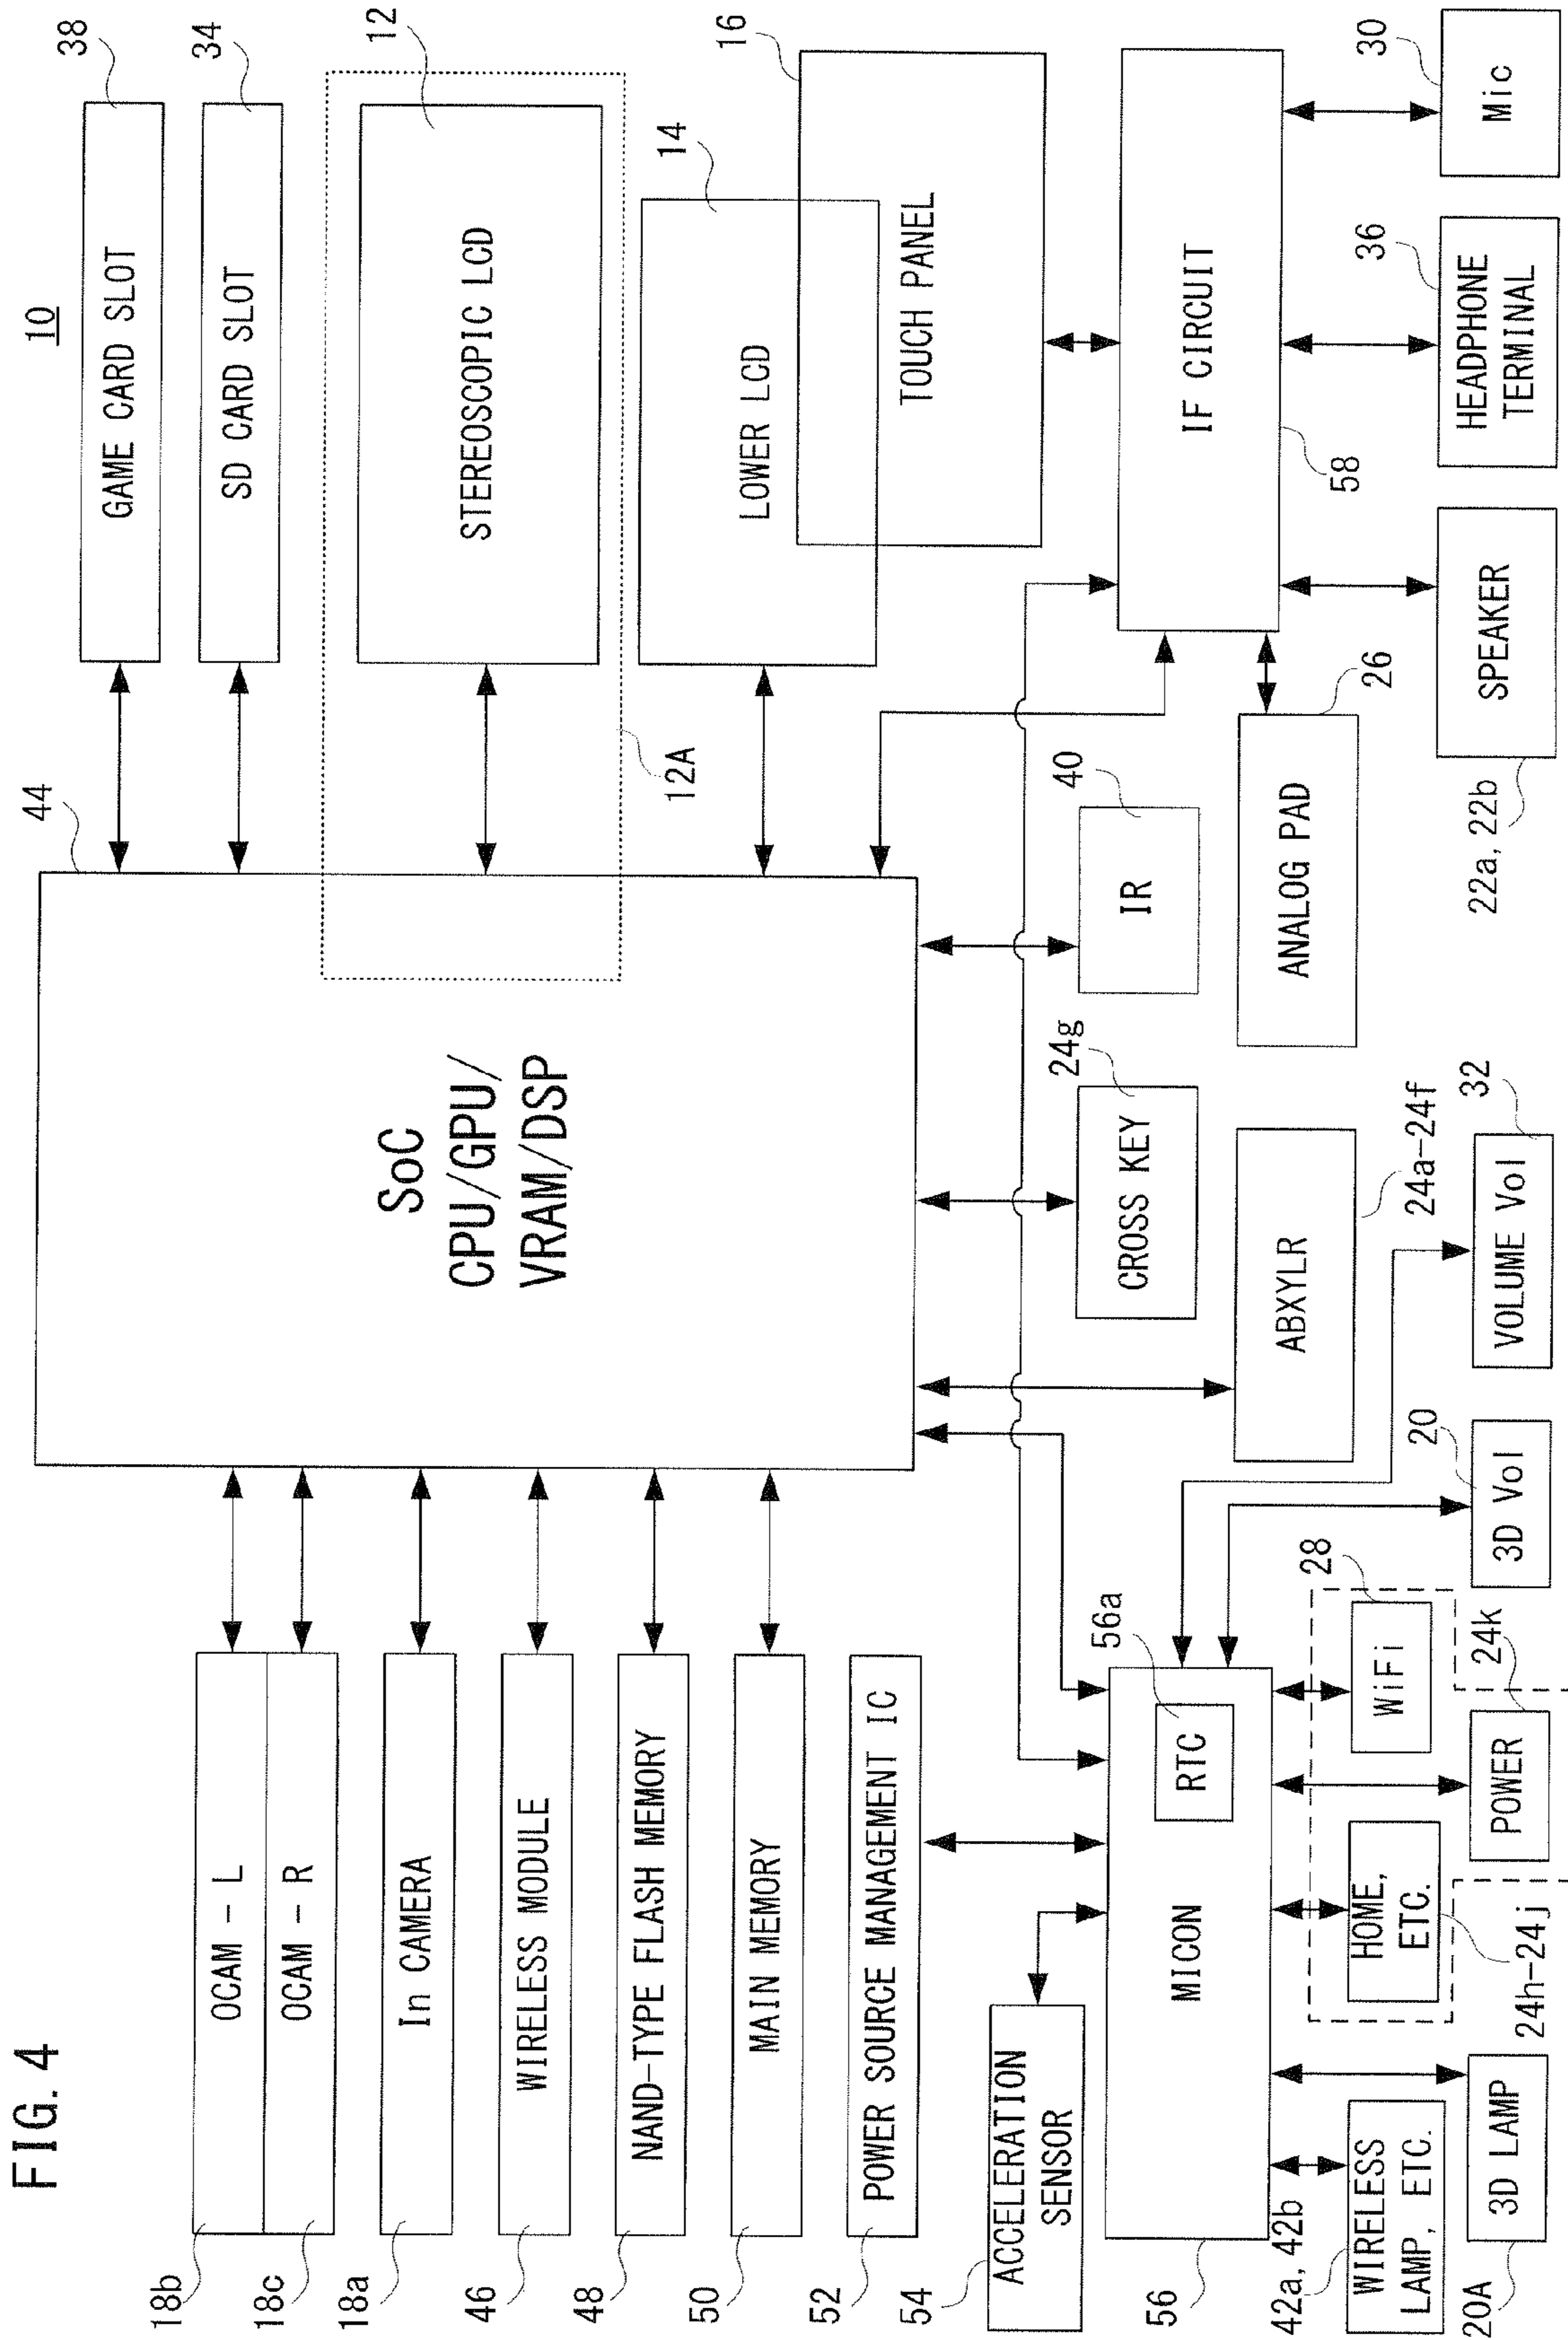 FIG. 4
10
18b
OCAM - L
18c
OCAM - R
18a
In CAMERA
46
WIRELESS MODULE
48
NAND-TYPE FLASH MEMORY
50
MAIN MEMORY
52
POWER SOURCE MANAGEMENT IC
44
SoC
CPU/GPU/
VRAM/DSP
38
GAME CARD SLOT
34
SD CARD SLOT
12
STEREOSCOPIC LCD
12A
14
LOWER LCD
16
TOUCH PANEL
54
ACCELERATION
SENSOR
56
MICON
56a
RTC
24g
CROSS KEY
40
IR
IF CIRCUIT
58
ABXYLR
24a-24f
ANALOG PAD
26
42a, 42b
WIRELESS
LAMP, ETC.
HOME,
ETC.
24h-24j
WiFi
28
20A
3D LAMP
POWER
24k
3D Vol
20
VOLUME Vol
32
22a, 22b
SPEAKER
HEADPHONE
TERMINAL
36
Mic
30